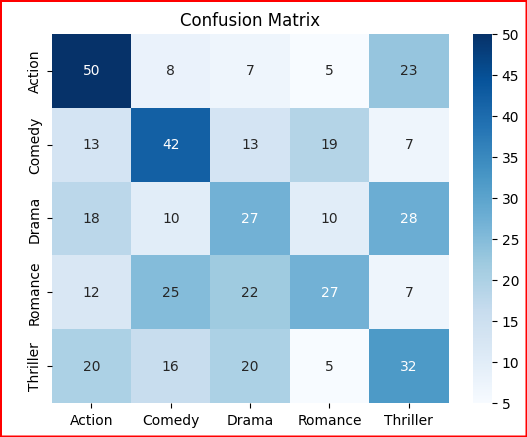 Confusion Matrix
Action 50 8 7 5 23
Comedy 13 42 13 19 7
Drama 18 10 27 10 28
Romance 12 25 22 27 7
Thriller 20 16 20 5 32
Action Comedy Drama Romance Thriller
50
45
40
35
30
25
20
15
10
5